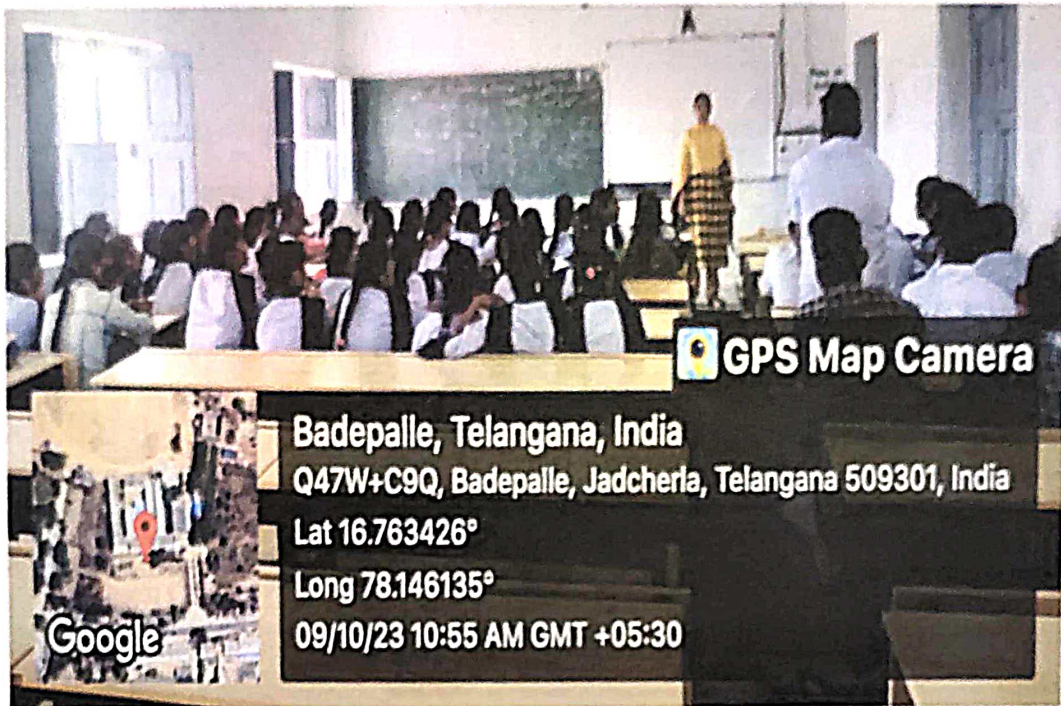 GPS Map Camera
Badepalle, Telangana, India
Q47W+C9Q, Badepalle, Jadcherla, Telangana 509301, India
Lat 16.763426°
Long 78.146135°
09/10/23 10:55 AM GMT +05:30
Google